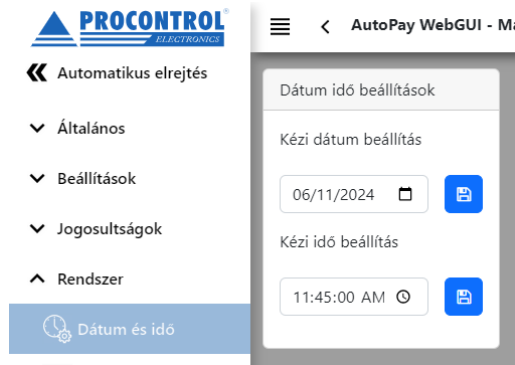 PROCONTROL®
ELECTRONICS
Automatikus elrejtés
Általános
Beállítások
Jogosultságok
Rendszer
Dátum és idő
AutoPay WebGUI - Ma
Dátum idő beállítások
Kézi dátum beállítás
06/11/2024
Kézi idő beállítás
11:45:00 AM